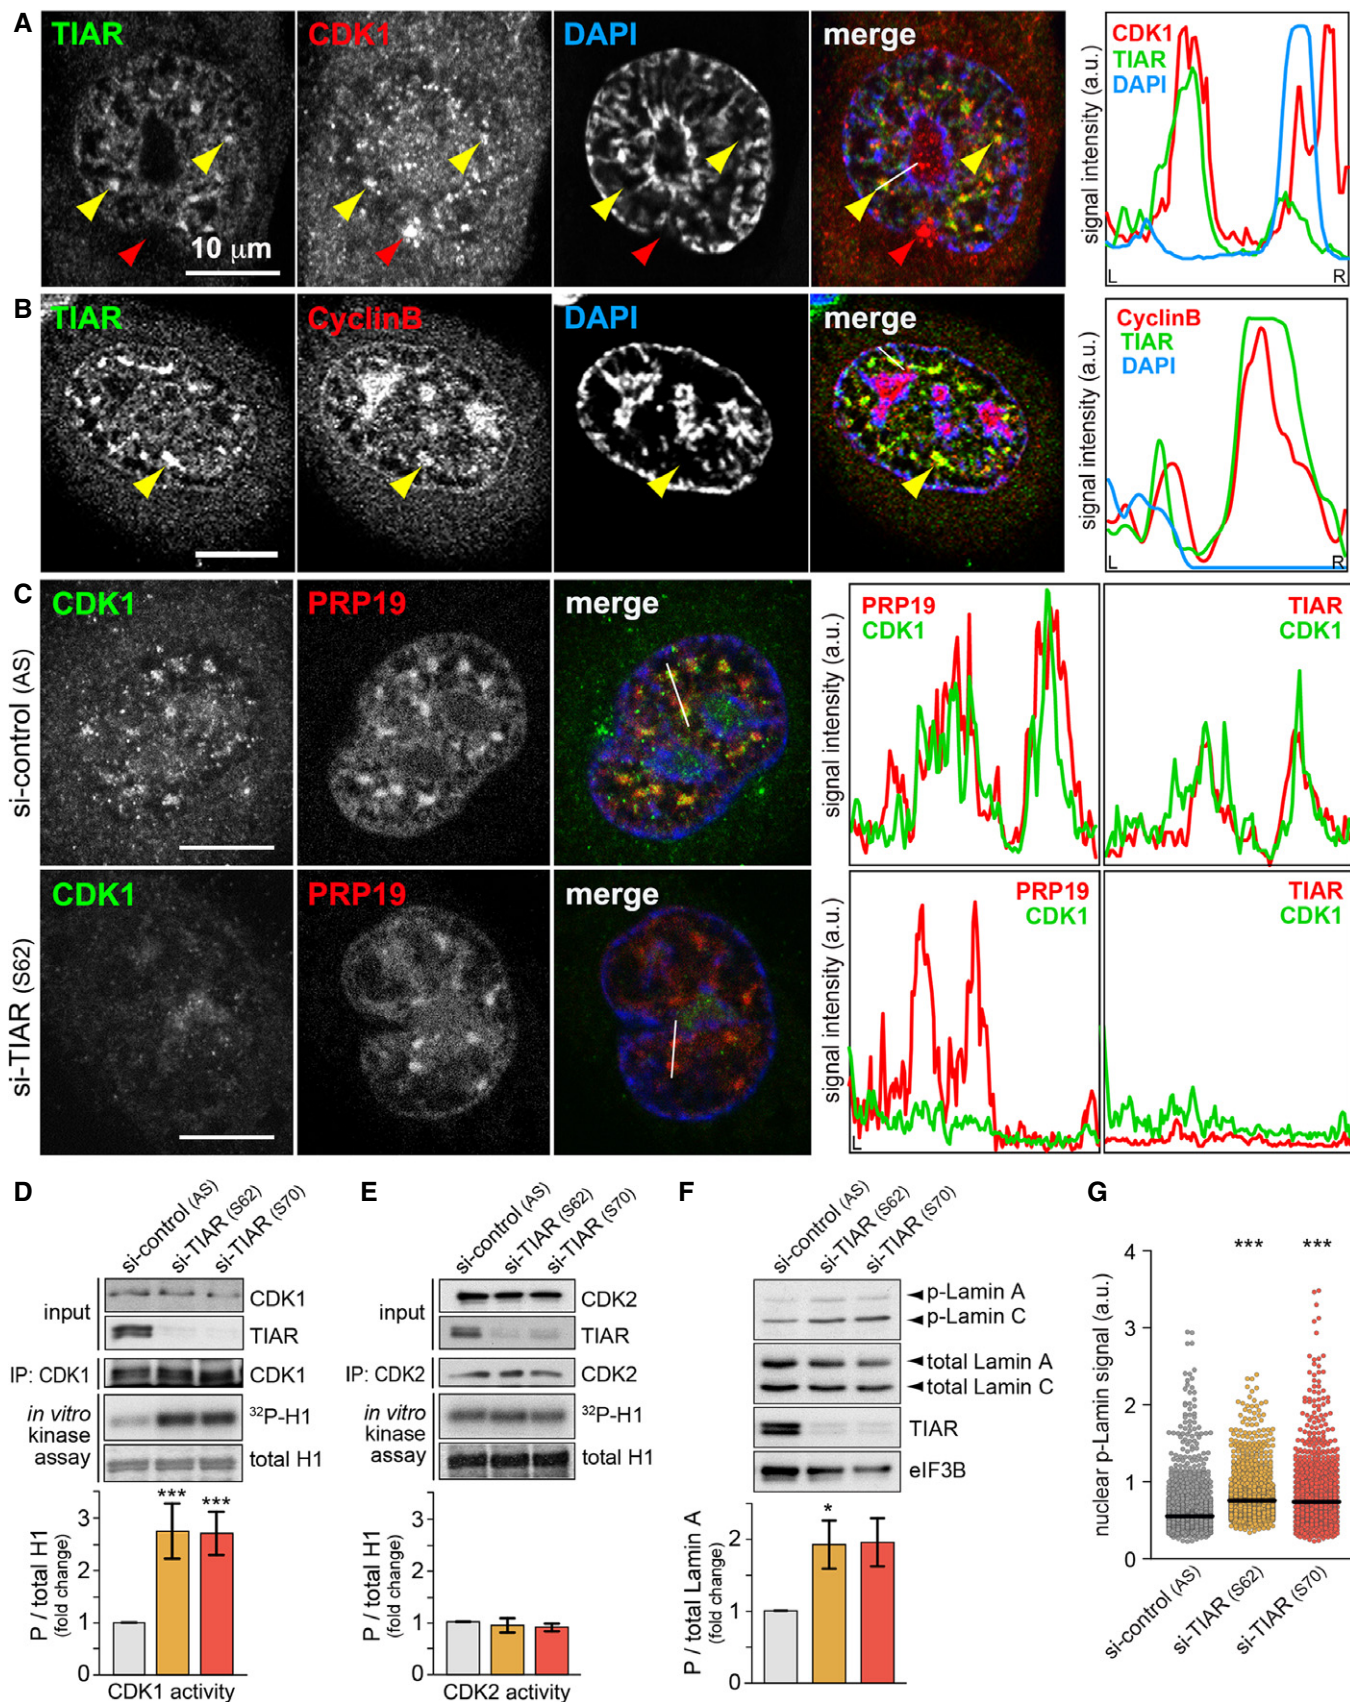 A
TIAR
CDK1
DAPI
merge
10 μm
CDK1
TIAR
DAPI
signal intensity (a.u.)
L
R
B
TIAR
CyclinB
DAPI
merge
CyclinB
TIAR
DAPI
signal intensity (a.u.)
L
R
C
si-control (AS)
CDK1
PRP19
merge
signal intensity (a.u.)
PRP19
CDK1
TIAR
CDK1
si-TIAR (S62)
CDK1
PRP19
merge
signal intensity (a.u.)
PRP19
CDK1
L
TIAR
CDK1
D
si-control (AS)
si-TIAR (S62)
si-TIAR (S70)
input
CDK1
TIAR
IP: CDK1
CDK1
in vitro
kinase
assay
32P-H1
total H1
P / total H1
(fold change)
3
2
1
0
***
***
CDK1 activity
E
si-control (AS)
si-TIAR (S62)
si-TIAR (S70)
input
CDK2
TIAR
IP: CDK2
CDK2
in vitro
kinase
assay
32P-H1
total H1
P / total H1
(fold change)
3
2
1
0
CDK2 activity
F
si-control (AS)
si-TIAR (S62)
si-TIAR (S70)
p-Lamin A
p-Lamin C
total Lamin A
total Lamin C
TIAR
eIF3B
P / total Lamin A
(fold change)
2
1
0
*
G
nuclear p-Lamin signal (a.u.)
4
3
2
1
0
***
***
si-control (AS)
si-TIAR (S62)
si-TIAR (S70)